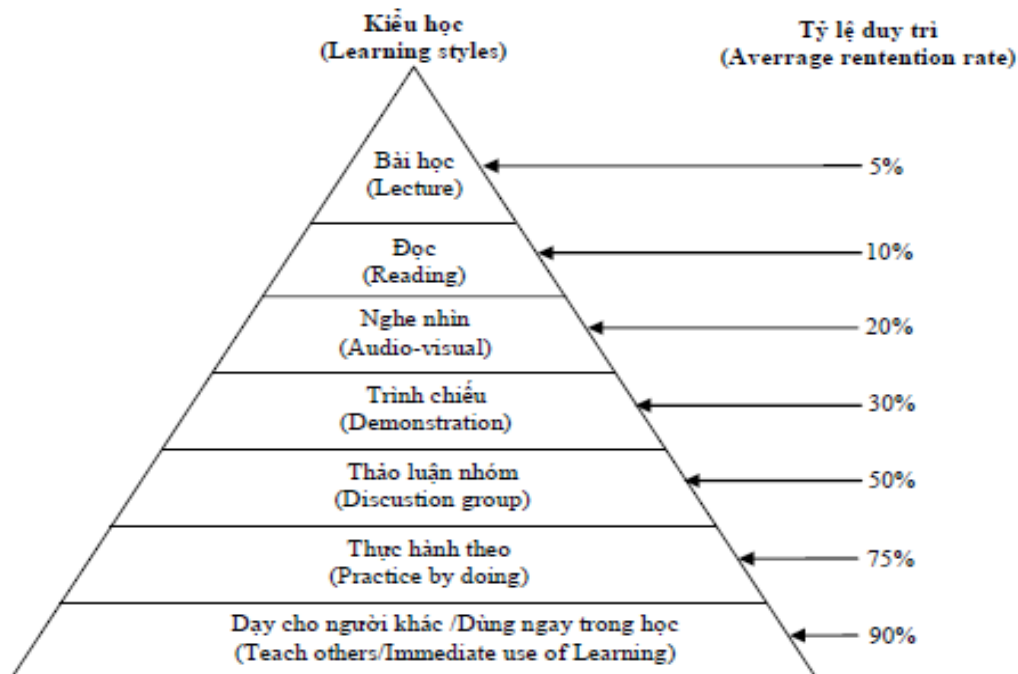 Kiểu học
(Learning styles)
Tỷ lệ duy trì
(Averrage rentention rate)
Bài học
(Lecture)
5%
Đọc
(Reading)
10%
Nghe nhìn
(Audio-visual)
20%
Trình chiếu
(Demonstration)
30%
Thảo luận nhóm
(Discustion group)
50%
Thực hành theo
(Practice by doing)
75%
Dạy cho người khác /Dùng ngay trong học
(Teach others/Immediate use of Learning)
90%